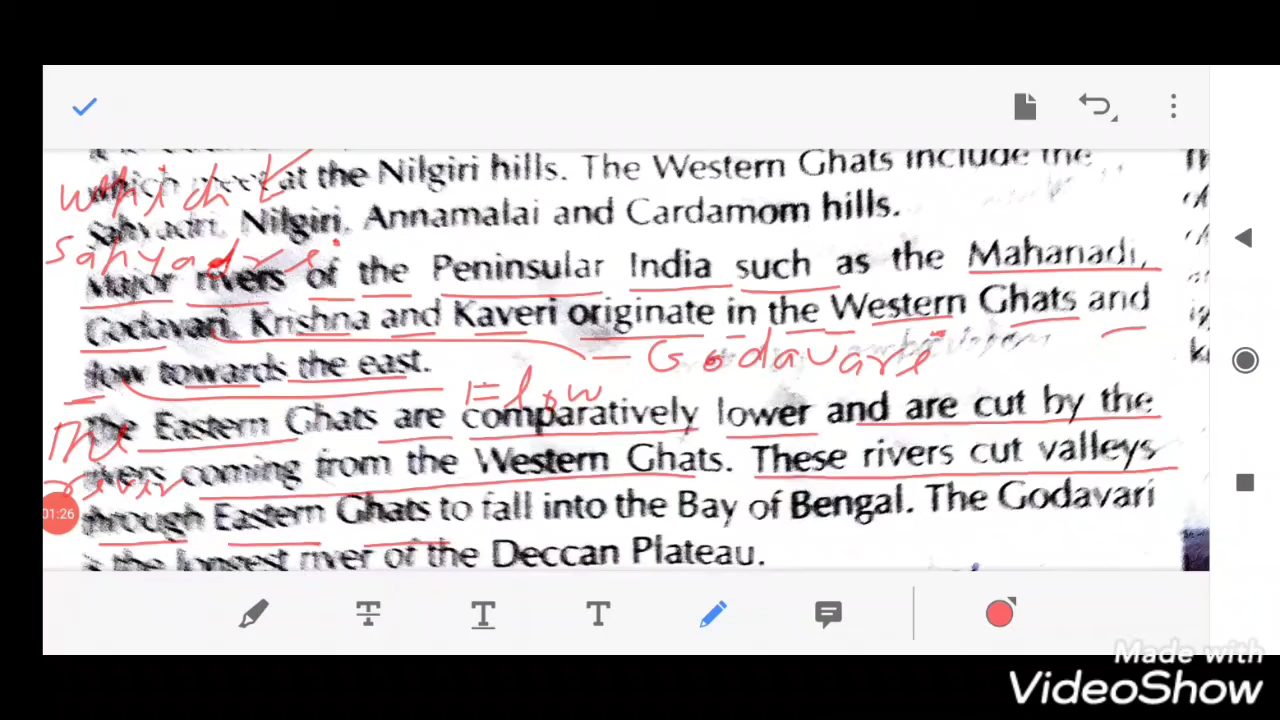 which meet at the Nilgiri hills. The Western Ghats include the
which
Sahyadri, Nilgiri, Annamalai and Cardamom hills.
Sahyadri
Major rivers of the Peninsular India such as the Mahanadi,
Godavari, Krishna and Kaveri originate in the Western Ghats and
Godavari
flow towards the east.
Flow
The Eastern Ghats are comparatively lower and are cut by the
The
rivers coming from the Western Ghats. These rivers cut valleys
river
01:26
through Eastern Ghats to fall into the Bay of Bengal. The Godavari
is the longest river of the Deccan Plateau.
T T T
Made with
VideoShow